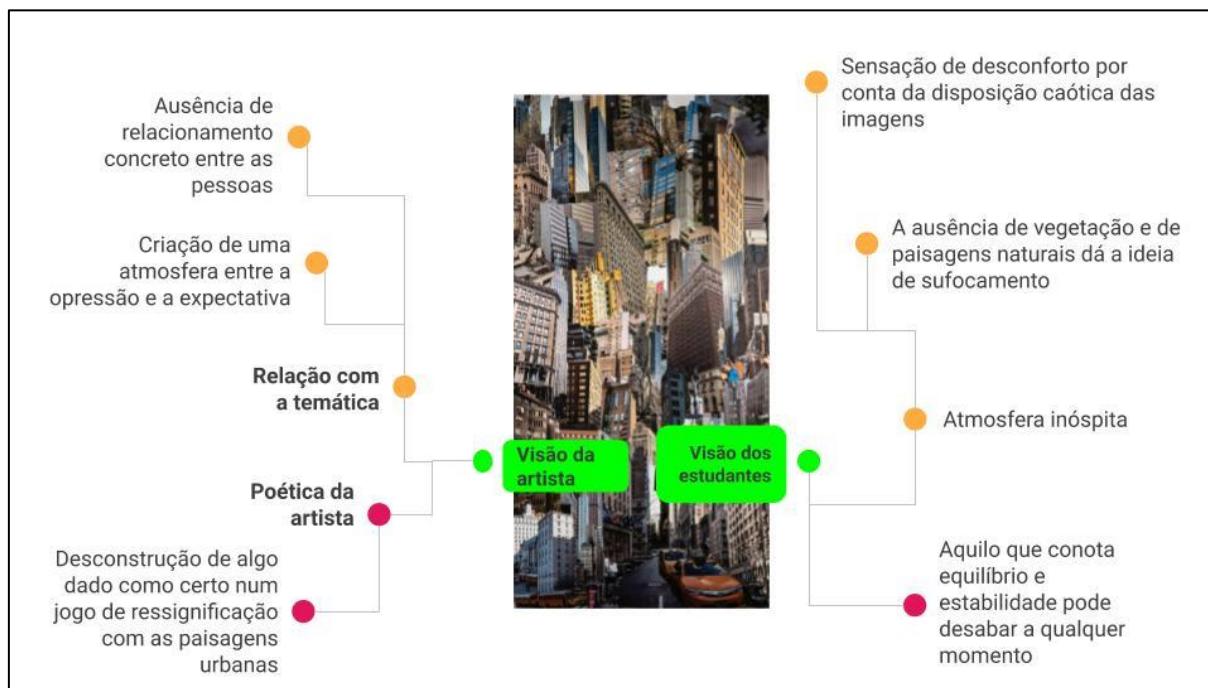 Ausência de
relacionamento
concreto entre as
pessoas
Criação de uma
atmosfera entre a
opressão e a expectativa
Relação com
a temática
Poética da
artista
Desconstrução de algo
dado como certo num
jogo de ressignificação
com as paisagens
urbanas
Visão da
artista
Visão dos
estudantes
Sensação de desconforto por
conta da disposição caótica das
imagens
A ausência de vegetação e de
paisagens naturais dá a ideia
de sufocamento
Atmosfera inóspita
Aquilo que conota
equilíbrio e
estabilidade pode
desabar a qualquer
momento